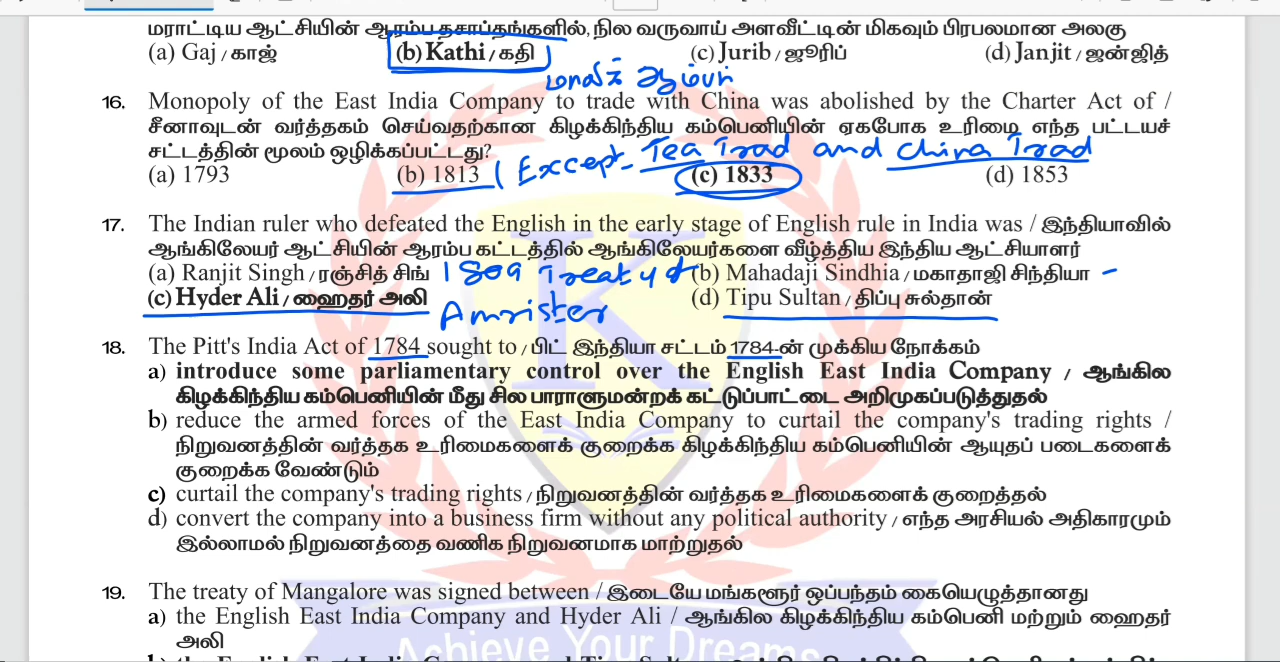 மராட்டிய ஆட்சியின் ஆரம்ப தசாப்தங்களில், நில வருவாய் அளவீட்டின் மிகவும் பிரபலமான அலகு
(a) Gaj / காஜ் (b) Kathi / கதி (c) Jurib / ஜூரிப் (d) Janjit / ஜன்ஜித்
16. Monopoly of the East India Company to trade with China was abolished by the Charter Act of /
சீனாவுடன் வர்த்தகம் செய்வதற்கான கிழக்கிந்திய கம்பெனியின் ஏகபோக உரிமை எந்த பட்டயச்
சட்டத்தின் மூலம் ஒழிக்கப்பட்டது?
(Except- Tea Trad and china Trad
(a) 1793 (b) 1813 (c) 1833 (d) 1853
17. The Indian ruler who defeated the English in the early stage of English rule in India was / இந்தியாவில்
ஆங்கிலேயர் ஆட்சியின் ஆரம்ப கட்டத்தில் ஆங்கிலேயர்களை வீழ்த்திய இந்திய ஆட்சியாளர்
(a) Ranjit Singh / ரஞ்சித் சிங் 1809 Treaty of (b) Mahadaji Sindhia / மகாதாஜி சிந்தியா
(c) Hyder Ali / ஹைதர் அலி Amrister (d) Tipu Sultan / திப்பு சுல்தான்
18. The Pitt's India Act of 1784 sought to / பிட் இந்தியா சட்டம் 1784-ன் முக்கிய நோக்கம்
a) introduce some parliamentary control over the English East India Company / ஆங்கில
கிழக்கிந்திய கம்பெனியின் மீது சில பாராளுமன்றக் கட்டுப்பாட்டை அறிமுகப்படுத்துதல்
b) reduce the armed forces of the East India Company to curtail the company's trading rights /
நிறுவனத்தின் வர்த்தக உரிமைகளைக் குறைக்க கிழக்கிந்திய கம்பெனியின் ஆயுதப் படைகளைக்
குறைக்க வேண்டும்
c) curtail the company's trading rights / நிறுவனத்தின் வர்த்தக உரிமைகளைக் குறைத்தல்
d) convert the company into a business firm without any political authority / எந்த அரசியல் அதிகாரமும்
இல்லாமல் நிறுவனத்தை வணிக நிறுவனமாக மாற்றுதல்
19. The treaty of Mangalore was signed between / இடையே மங்களூர் ஒப்பந்தம் கையெழுத்தானது
a) the English East India Company and Hyder Ali / ஆங்கில கிழக்கிந்திய கம்பெனி மற்றும் ஹைதர்
அலி
Achieve Your Dreams